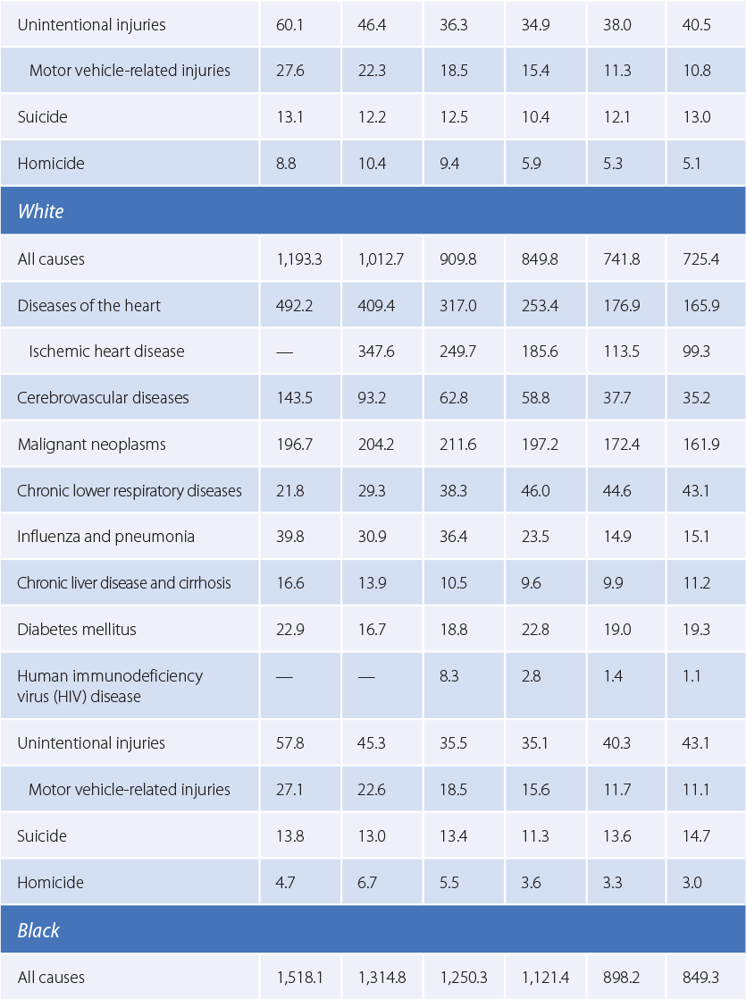 Unintentional injuries 60.1 46.4 36.3 34.9 38.0 40.5
Motor vehicle-related injuries 27.6 22.3 18.5 15.4 11.3 10.8
Suicide 13.1 12.2 12.5 10.4 12.1 13.0
Homicide 8.8 10.4 9.4 5.9 5.3 5.1
White
All causes 1,193.3 1,012.7 909.8 849.8 741.8 725.4
Diseases of the heart 492.2 409.4 317.0 253.4 176.9 165.9
Ischemic heart disease — 347.6 249.7 185.6 113.5 99.3
Cerebrovascular diseases 143.5 93.2 62.8 58.8 37.7 35.2
Malignant neoplasms 196.7 204.2 211.6 197.2 172.4 161.9
Chronic lower respiratory diseases 21.8 29.3 38.3 46.0 44.6 43.1
Influenza and pneumonia 39.8 30.9 36.4 23.5 14.9 15.1
Chronic liver disease and cirrhosis 16.6 13.9 10.5 9.6 9.9 11.2
Diabetes mellitus 22.9 16.7 18.8 22.8 19.0 19.3
Human immunodeficiency — — 8.3 2.8 1.4 1.1
virus (HIV) disease
Unintentional injuries 57.8 45.3 35.5 35.1 40.3 43.1
Motor vehicle-related injuries 27.1 22.6 18.5 15.6 11.7 11.1
Suicide 13.8 13.0 13.4 11.3 13.6 14.7
Homicide 4.7 6.7 5.5 3.6 3.3 3.0
Black
All causes 1,518.1 1,314.8 1,250.3 1,121.4 898.2 849.3